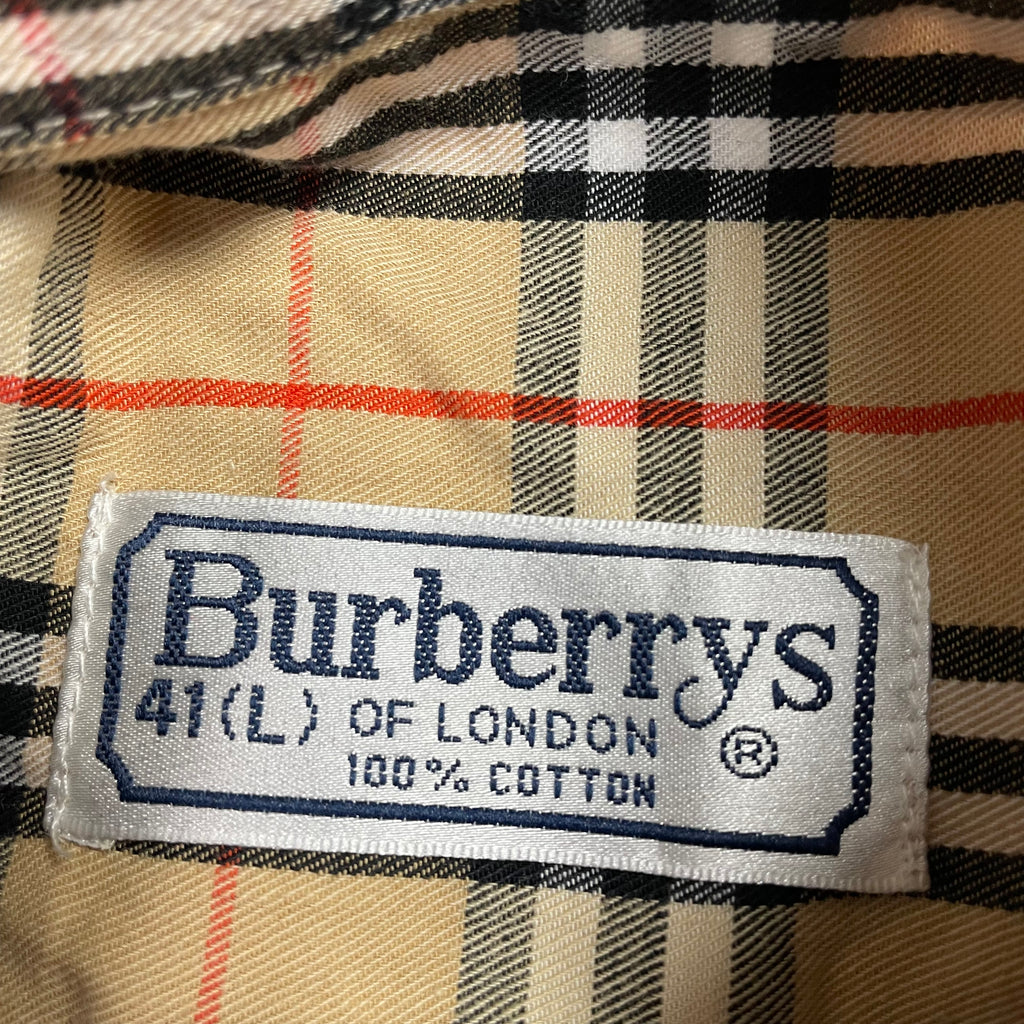 Burberrys
41(L) OF LONDON ®
100% COTTON